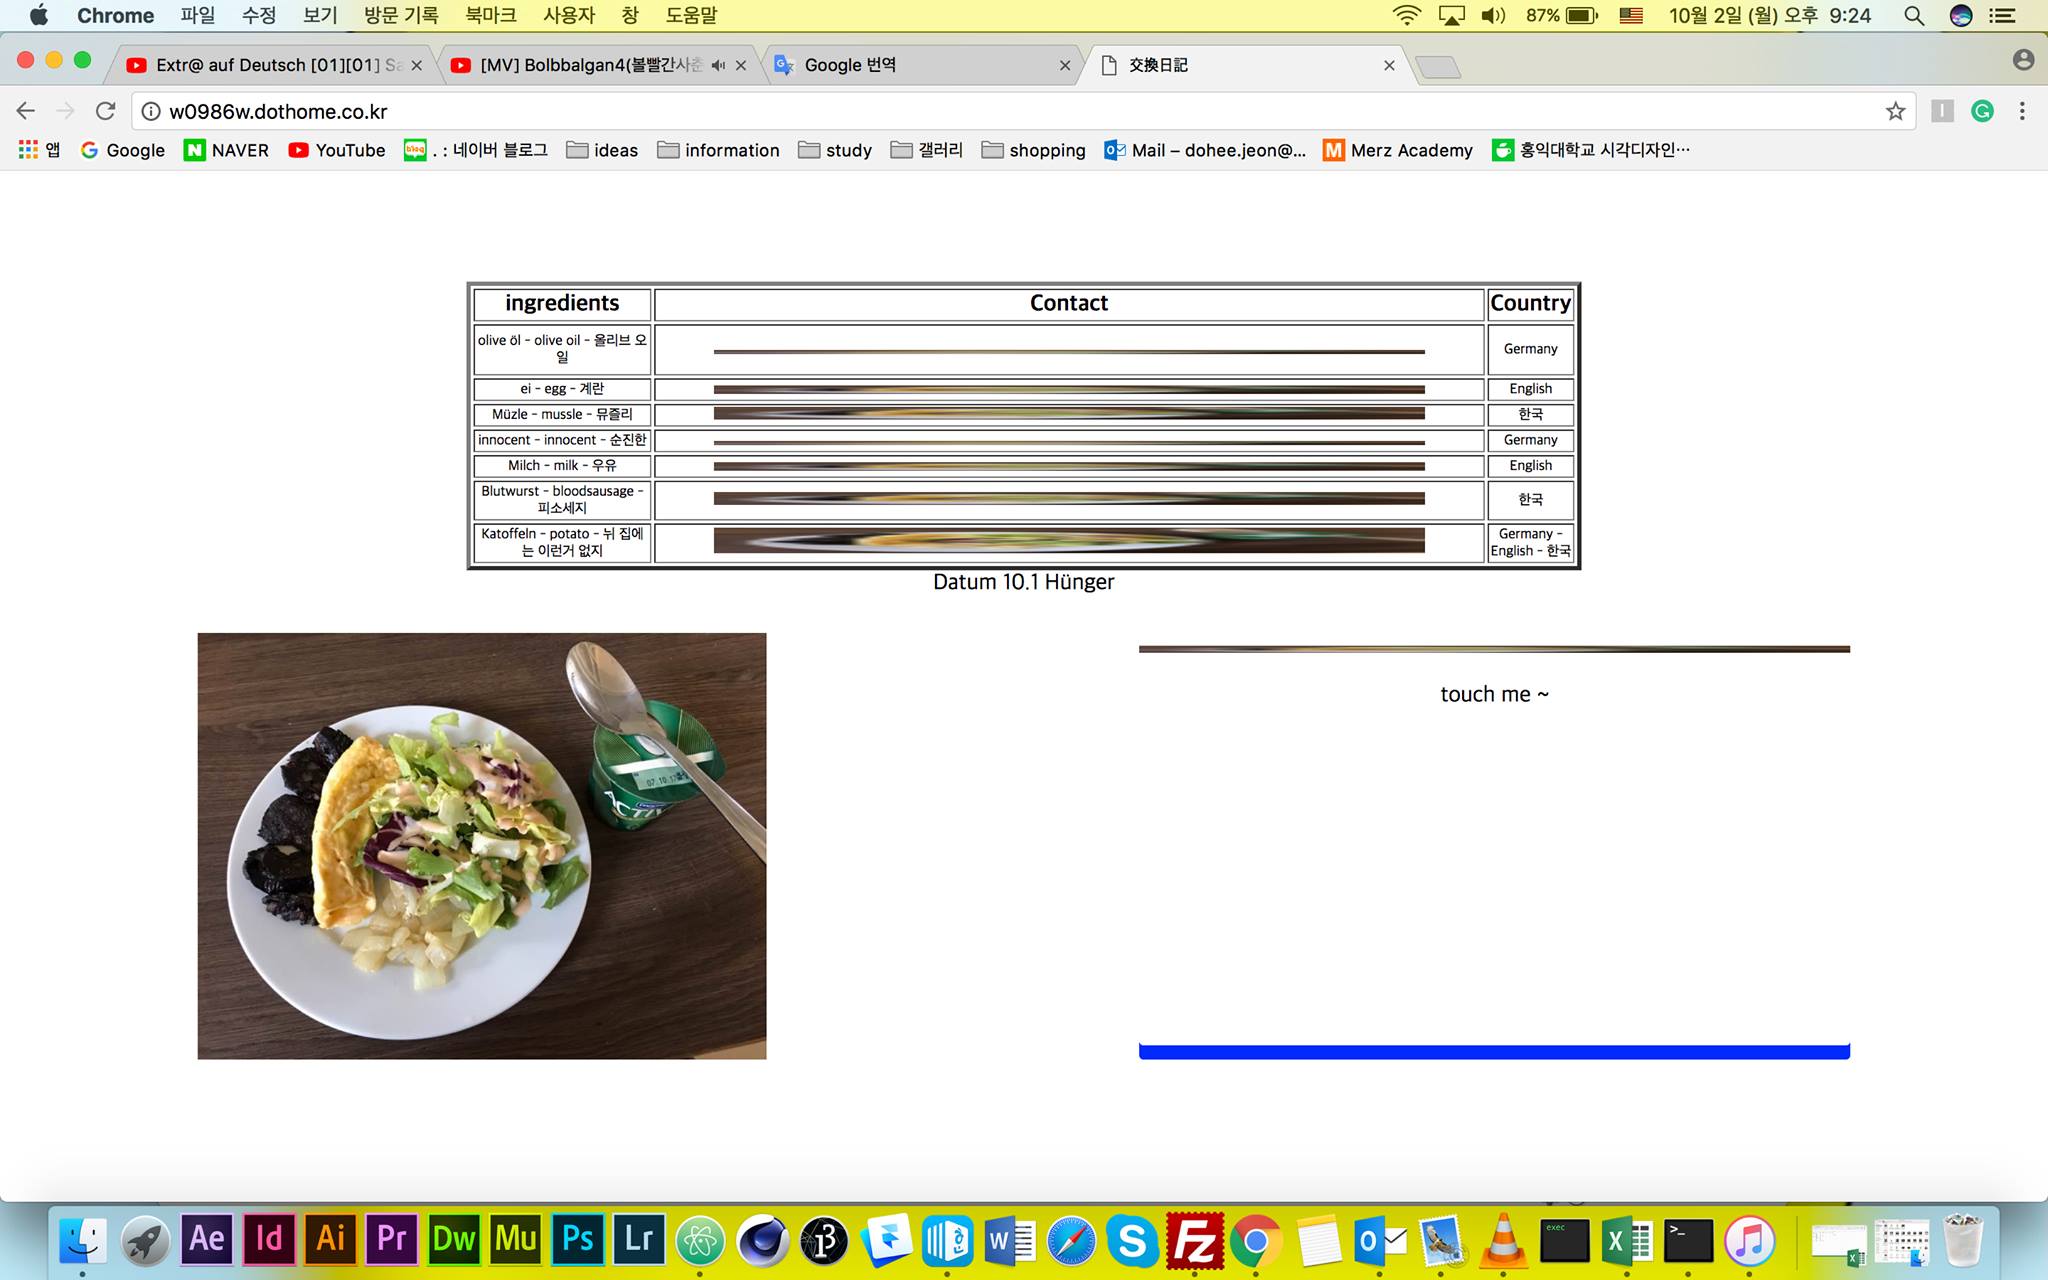 Chrome 파일 수정 보기 방문 기록 북마크 사용자 창 도움말 87% 10월 2일 (월) 오후 9:24
Extr@ auf Deutsch [01][01] Sa [MV] Bolbbalgan4(볼빨간사춘 Google 번역 交換日記
w0986w.dothome.co.kr
앱 Google NAVER YouTube . : 네이버 블로그 ideas information study 갤러리 shopping Mail – dohee.jeon@... Merz Academy 홍익대학교 시각디자인…
ingredients Contact Country
olive öl - olive oil - 올리브 오
일
Germany
ei - egg - 계란 English
Müzle - mussle - 뮤즐리 한국
innocent - innocent - 순진한 Germany
Milch - milk - 우유 English
Blutwurst - bloodsausage -
피소세지
한국
Katoffeln - potato - 뉘 집에
는 이런거 없지
Germany -
English - 한국
Datum 10.1 Hünger
touch me ~
07.10.17
Ae Id Ai Pr Dw Mu Ps Lr W S Fz O exec X >_ X